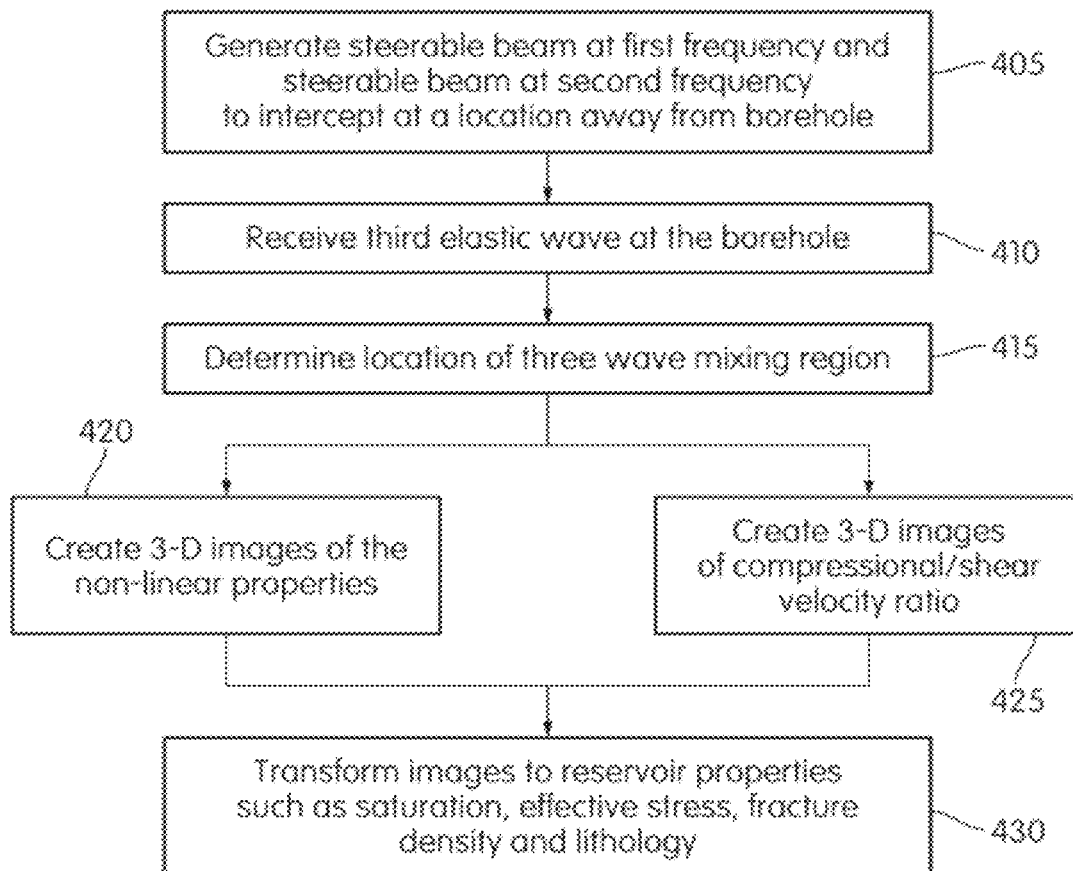 Generate steerable beam at first frequency and
steerable beam at second frequency
to intercept at a location away from borehole
405
Receive third elastic wave at the borehole
410
Determine location of three wave mixing region
415
420
Create 3-D images of the
non-linear properties
Create 3-D images
of compressional/shear
velocity ratio
425
Transform images to reservoir properties
such as saturation, effective stress, fracture
density and lithology
430